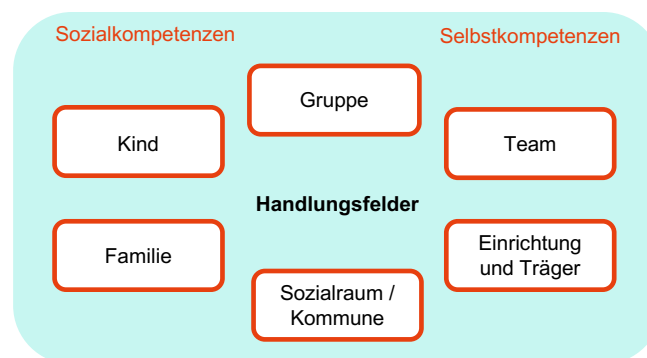 Sozialkompetenzen
Selbstkompetenzen
Gruppe
Kind
Team
Handlungsfelder
Familie
Einrichtung
und Träger
Sozialraum /
Kommune